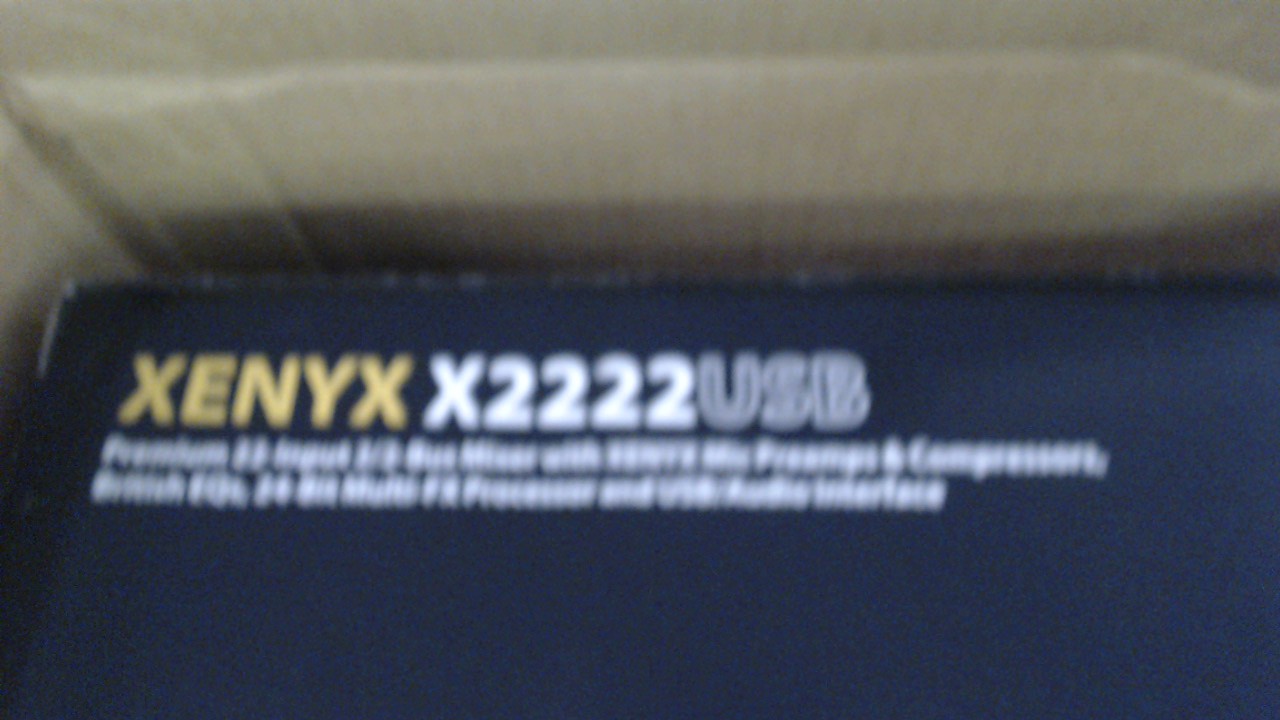 XENYX X2222USB
Premium 22-Input 2/2-Bus Mixer with XENYX Mic Preamps & Compressors,
British EQs, 24-Bit Multi-FX Processor and USB/Audio Interface